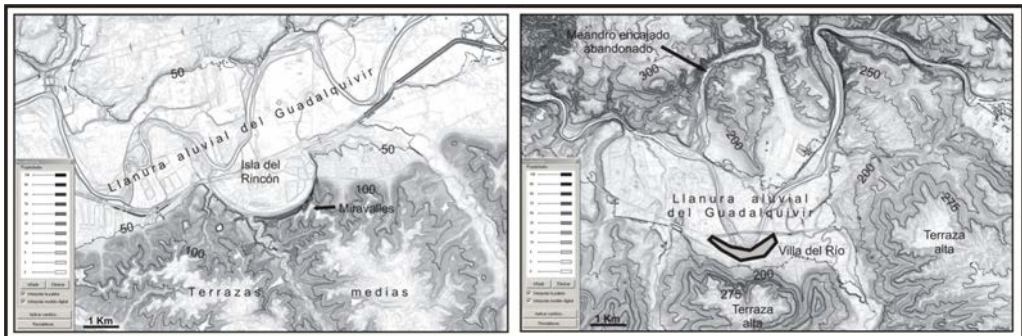 50
Llanura aluvial del Guadalquivir
Isla del
Rincón
50
100
Miravalles
50
100
Terrazas medias
1 Km
Meandro encajado
abandonado
300
250
200
200
275
Llanura aluvial
del Guadalquivir
Villa del Río
Terraza
alta
200
275
Terraza
alta
1 Km